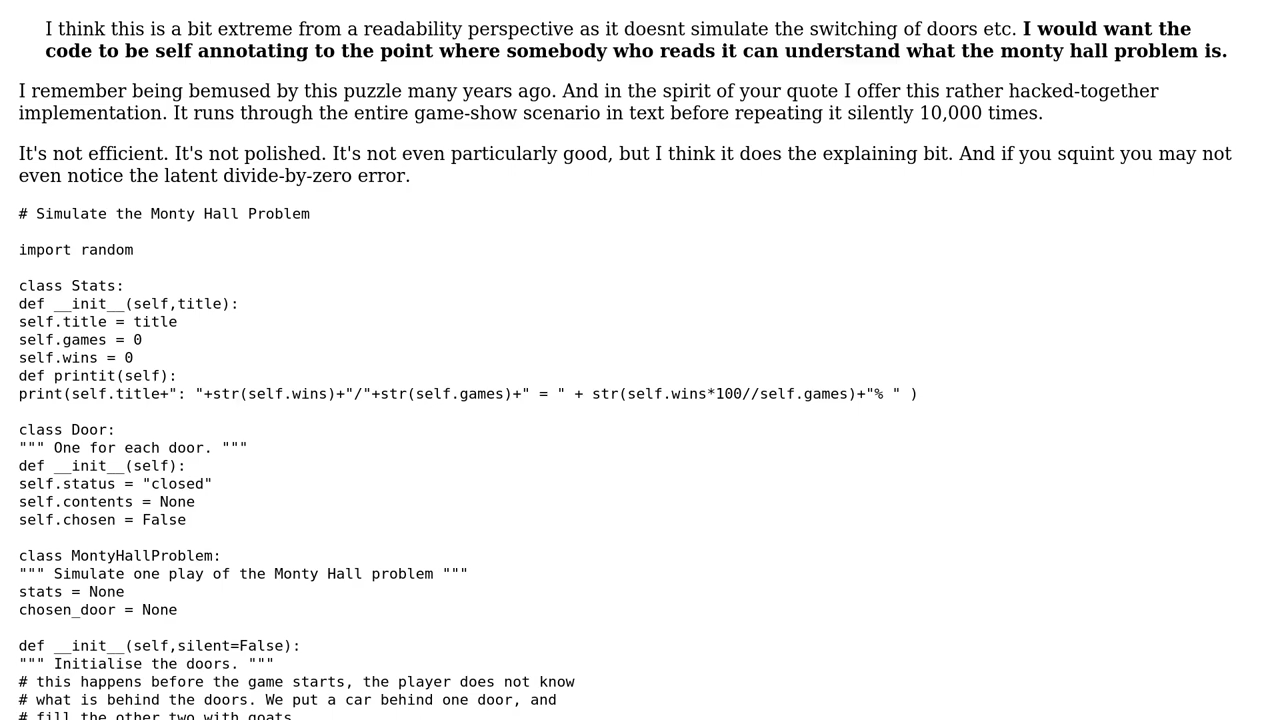 I think this is a bit extreme from a readability perspective as it doesnt simulate the switching of doors etc. I would want the
code to be self annotating to the point where somebody who reads it can understand what the monty hall problem is.
I remember being bemused by this puzzle many years ago. And in the spirit of your quote I offer this rather hacked-together
implementation. It runs through the entire game-show scenario in text before repeating it silently 10,000 times.
It's not efficient. It's not polished. It's not even particularly good, but I think it does the explaining bit. And if you squint you may not
even notice the latent divide-by-zero error.
# Simulate the Monty Hall Problem
import random
class Stats:
def __init__(self,title):
self.title = title
self.games = 0
self.wins = 0
def printit(self):
print(self.title+": "+str(self.wins)+"/"+str(self.games)+" = " + str(self.wins*100//self.games)+"% " )
class Door:
""" One for each door. """
def __init__(self):
self.status = "closed"
self.contents = None
self.chosen = False
class MontyHallProblem:
""" Simulate one play of the Monty Hall problem """
stats = None
chosen_door = None
def __init__(self,silent=False):
""" Initialise the doors. """
# this happens before the game starts, the player does not know
# what is behind the doors. We put a car behind one door, and
# fill the other two with goats